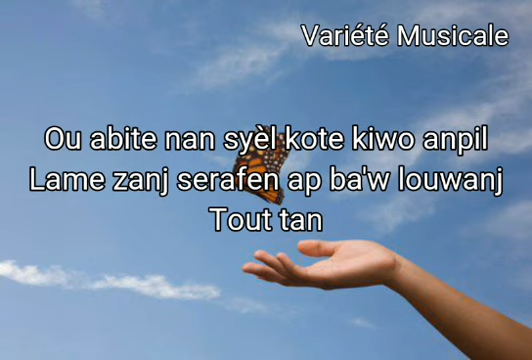 Variété Musicale
Ou abite nan syèl kote kiwo anpil
Lame zanj serafen ap ba'w louwanj
Tout tan